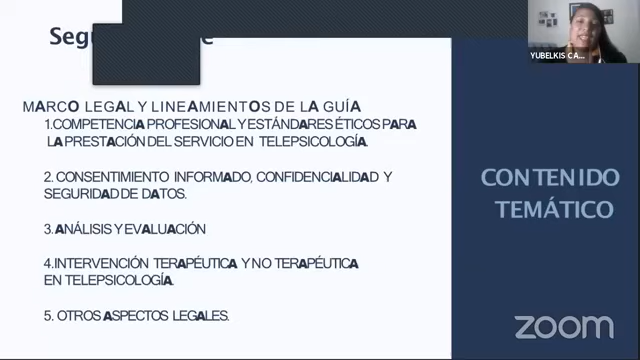 MARCO LEGAL Y LINEAMIENTOS DE LA GUÍA
1.COMPETENCIA PROFESIONAL Y ESTÁNDARES ÉTICOS PARA
LA PRESTACIÓN DEL SERVICIO EN TELEPSICOLOGÍA.
2. CONSENTIMIENTO INFORMADO, CONFIDENCIALIDAD Y
SEGURIDAD DE DATOS.
3. ANÁLISIS Y EVALUACIÓN
4.INTERVENCIÓN TERAPÉUTICA Y NO TERAPÉUTICA
EN TELEPSICOLOGÍA.
5. OTROS ASPECTOS LEGALES.
YUBELKIS CA...
CONTENIDO
TEMÁTICO
zoom